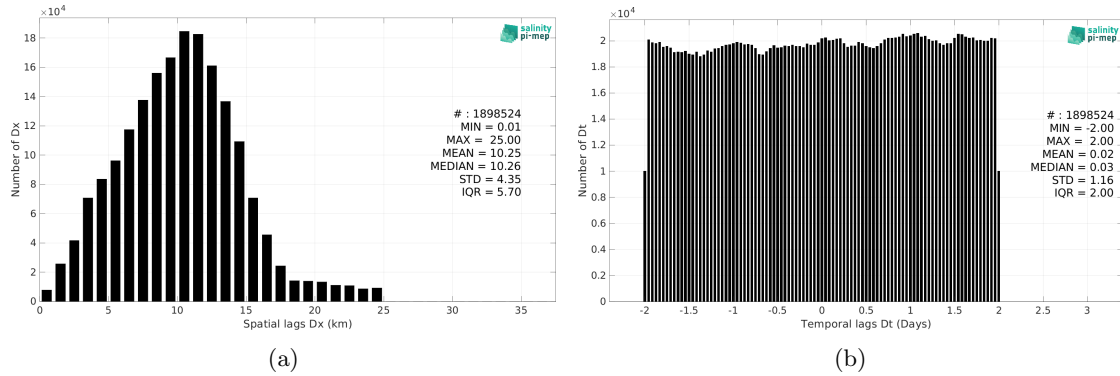 ×10⁴
18
16
14
12
10
8
6
4
2
0
Number of Dx
0 5 10 15 20 25 30 35
Spatial lags Dx (km)
salinity
pi-mep
# : 1898524
MIN = 0.01
MAX = 25.00
MEAN = 10.25
MEDIAN = 10.26
STD = 4.35
IQR = 5.70
(a)
×10⁴
2
1.8
1.6
1.4
1.2
1
0.8
0.6
0.4
0.2
0
Number of Dt
-2 -1.5 -1 -0.5 0 0.5 1 1.5 2 2.5 3
Temporal lags Dt (Days)
salinity
pi-mep
# : 1898524
MIN = -2.00
MAX = 2.00
MEAN = 0.02
MEDIAN = 0.03
STD = 1.16
IQR = 2.00
(b)